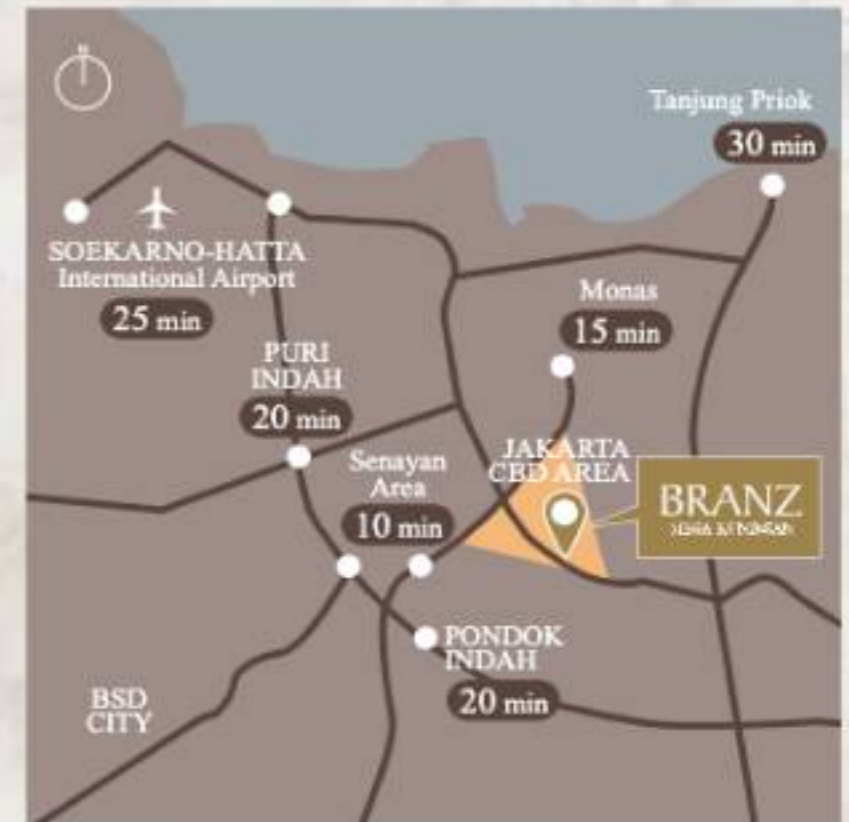 N
Tanjung Priok
30 min
SOEKARNO-HATTA
International Airport
25 min
Monas
15 min
PURI
INDAH
20 min
Senayan
Area
10 min
JAKARTA
CBD AREA
BRANZ
PONDOK
INDAH
20 min
BSD
CITY